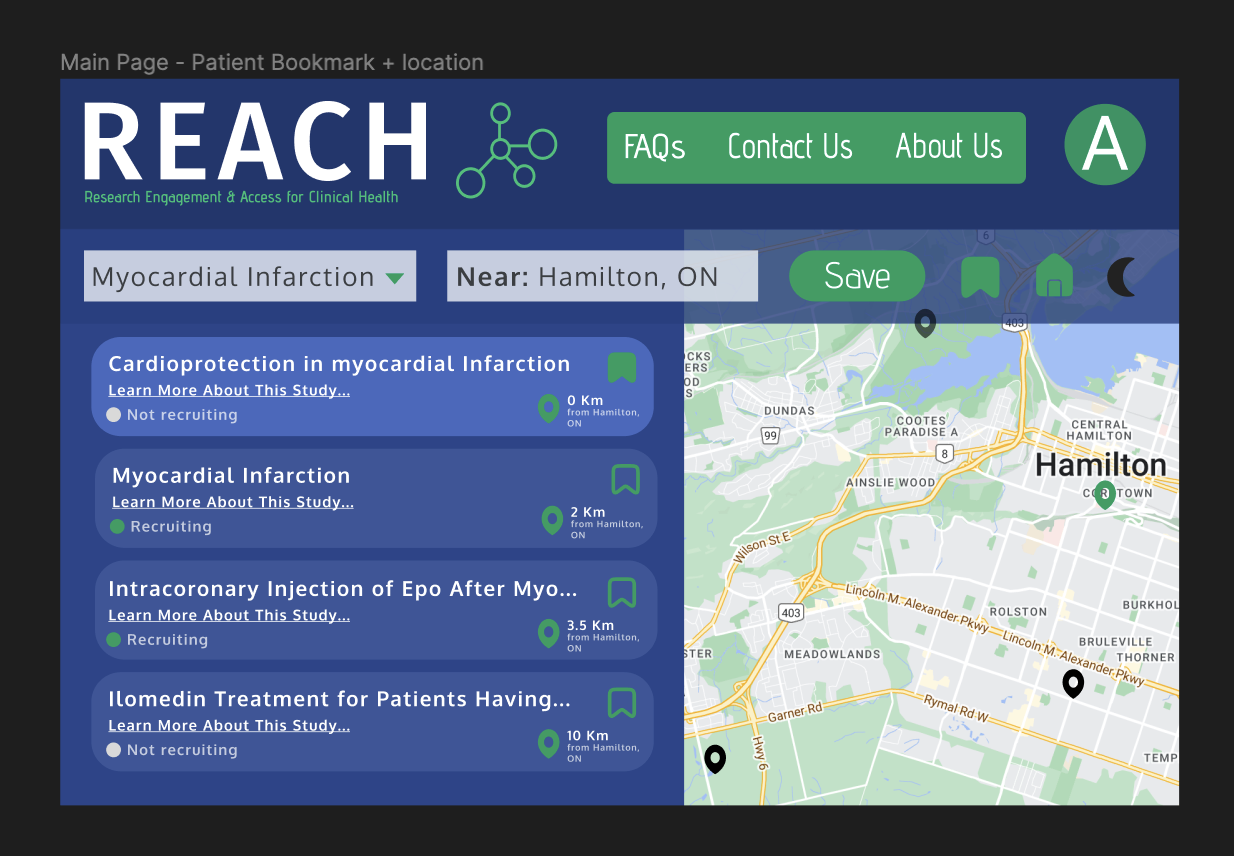 Main Page - Patient Bookmark + location
REACH
Research Engagement & Access for Clinical Health
FAQs
Contact Us
About Us
A
Myocardial Infarction
Near: Hamilton, ON
Save
Cardioprotection in myocardial Infarction
Learn More About This Study...
Not recruiting
0 Km
from Hamilton,
ON
Myocardial Infarction
Learn More About This Study...
Recruiting
2 Km
from Hamilton,
ON
Intracoronary Injection of Epo After Myo...
Learn More About This Study...
Recruiting
3.5 Km
from Hamilton,
ON
Ilomedin Treatment for Patients Having...
Learn More About This Study...
Not recruiting
10 Km
from Hamilton,
ON
6
403
OCKS
ERS
OD
S
DUNDAS
99
COOTES
PARADISE A
8
CENTRAL
HAMILTON
Hamilton
AINSLIE WOOD
Wilson St E
403
Lincoln M. Alexander Pkwy
Lincoln M. Alexander Pkwy
ROLSTON
BURKHOL
BRULEVILLE
THORNER
STER
MEADOWLANDS
Garner Rd
Rymal Rd W
Hwy 6
TEMP